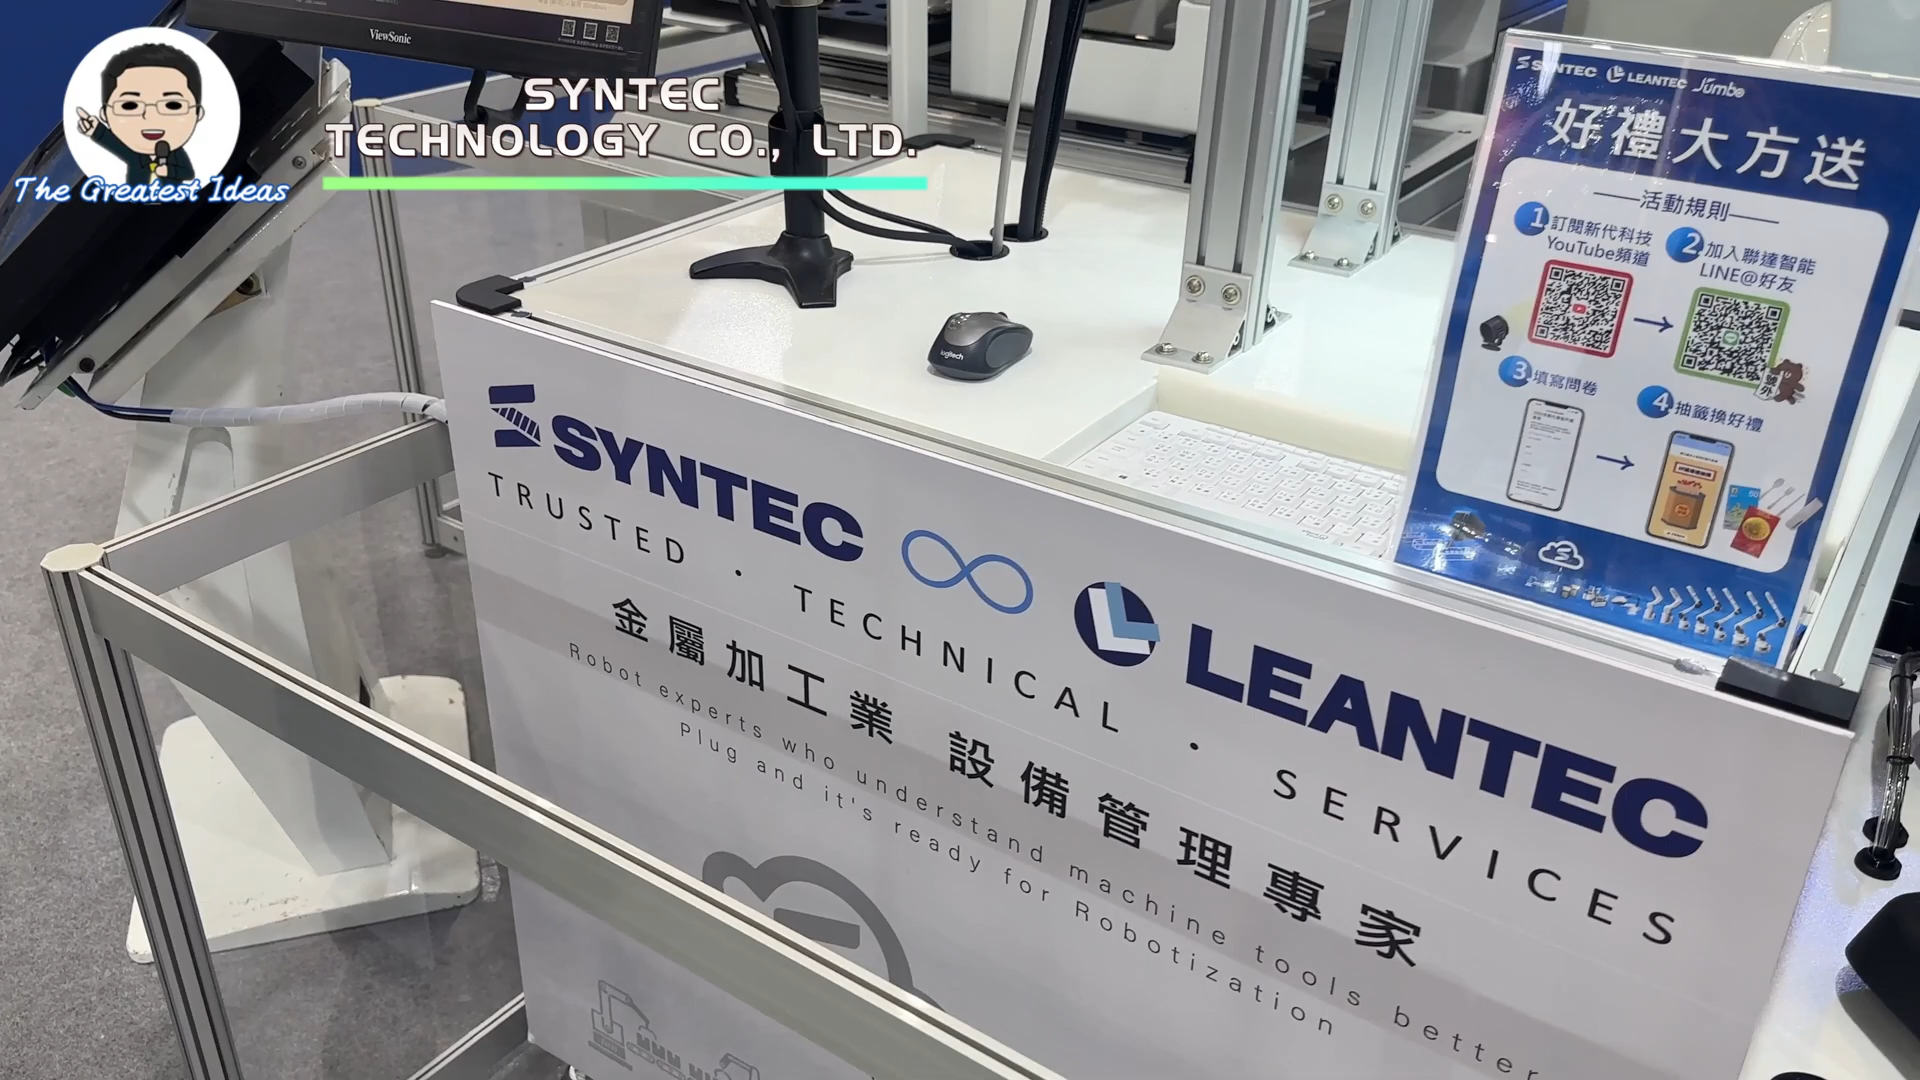 ViewSonic
The Greatest Ideas
SYNTEC
TECHNOLOGY CO., LTD.
SYNTEC LEANTEC Jumbo
好禮大方送
活動規則
1 訂閱新代科技
YouTube頻道
2 加入聯達智能
LINE@好友
號外
3 填寫問卷
4 抽籤換好禮
logitech
SYNTEC LEANTEC
TRUSTED · TECHNICAL · SERVICES
金屬加工業 設備管理專家
Robot experts who understand machine tools better
Plug and it's ready for Robotization